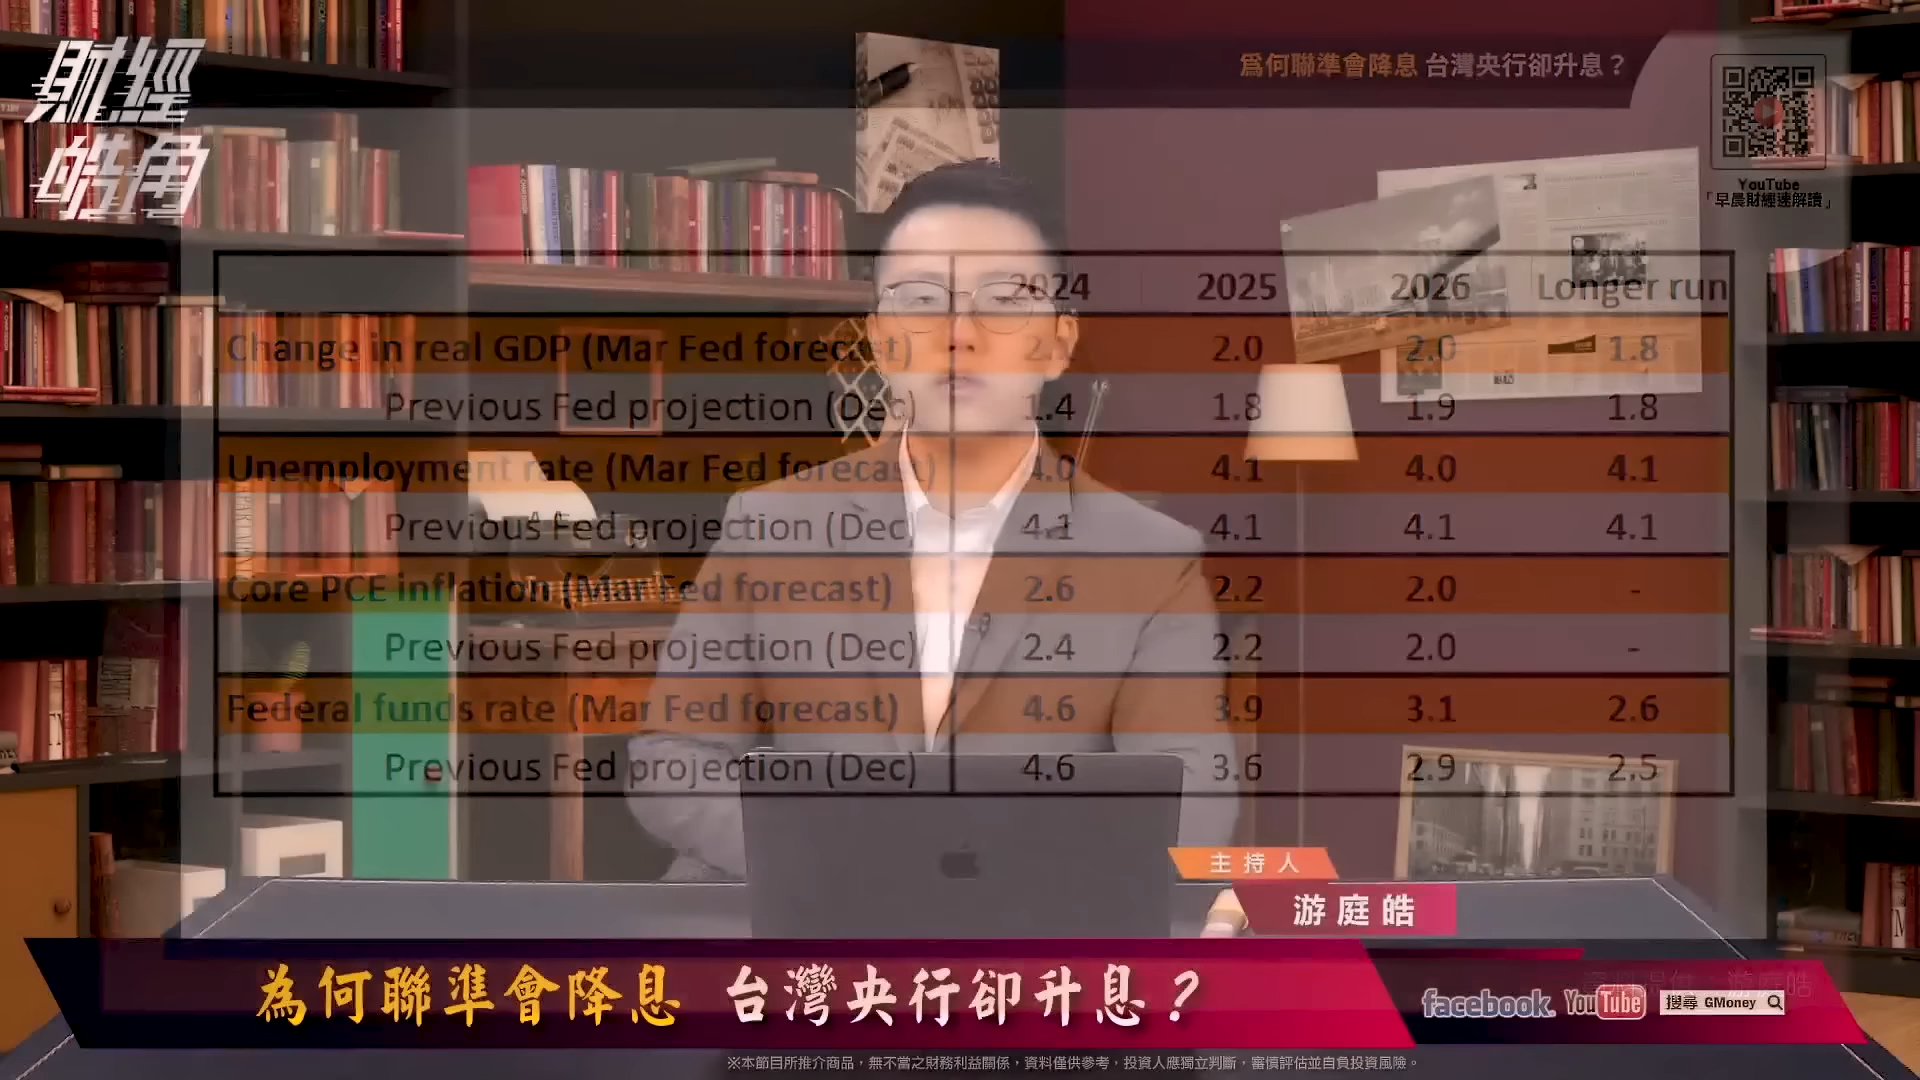 財經
皓角
為何聯準會降息 台灣央行卻升息？
YouTube
「早晨財經速解讀」
2024 2025 2026 Longer run
Change in real GDP (Mar Fed forecast) 2.1 2.0 2.0 1.8
Previous Fed projection (Dec) 1.4 1.8 1.9 1.8
Unemployment rate (Mar Fed forecast) 4.0 4.1 4.0 4.1
Previous Fed projection (Dec) 4.1 4.1 4.1 4.1
Core PCE inflation (Mar Fed forecast) 2.6 2.2 2.0 -
Previous Fed projection (Dec) 2.4 2.2 2.0 -
Federal funds rate (Mar Fed forecast) 4.6 3.9 3.1 2.6
Previous Fed projection (Dec) 4.6 3.6 2.9 2.5
主持人
游庭皓
為何聯準會降息 台灣央行卻升息？
資料提供：游庭皓
facebook. YouTube 搜尋 GMoney
※本節目所推介商品，無不當之財務利益關係，資料僅供參考，投資人應獨立判斷，審慎評估並自負投資風險。